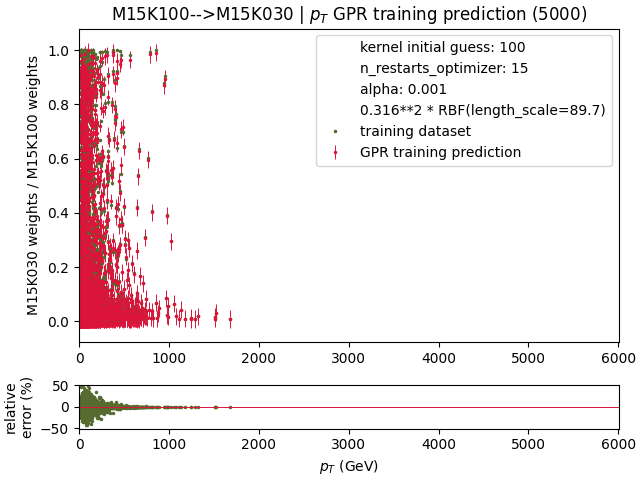 M15K100-->M15K030 | p_T GPR training prediction (5000)
M15K030 weights / M15K100 weights
1.0
0.8
0.6
0.4
0.2
0.0
kernel initial guess: 100
n_restarts_optimizer: 15
alpha: 0.001
0.316**2 * RBF(length_scale=89.7)
training dataset
GPR training prediction
0 1000 2000 3000 4000 5000 6000
relative
error (%)
50
0
−50
0 1000 2000 3000 4000 5000 6000
p_T (GeV)